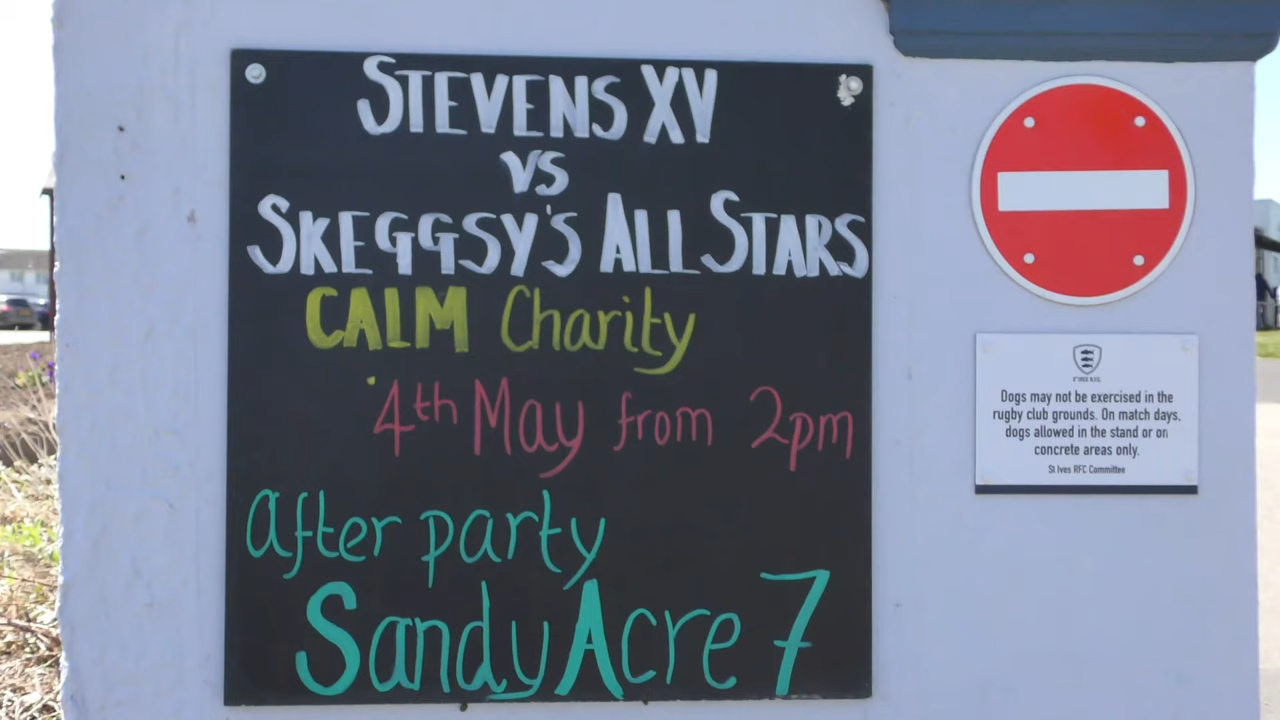 STEVENS XV
VS
SKEGGSY'S ALL STARS
CALM Charity
4th May from 2pm
After party
Sandy Acre 7
Dogs may not be exercised in the
rugby club grounds. On match days,
dogs allowed in the stand or on
concrete areas only.
St Ives RFC Committee